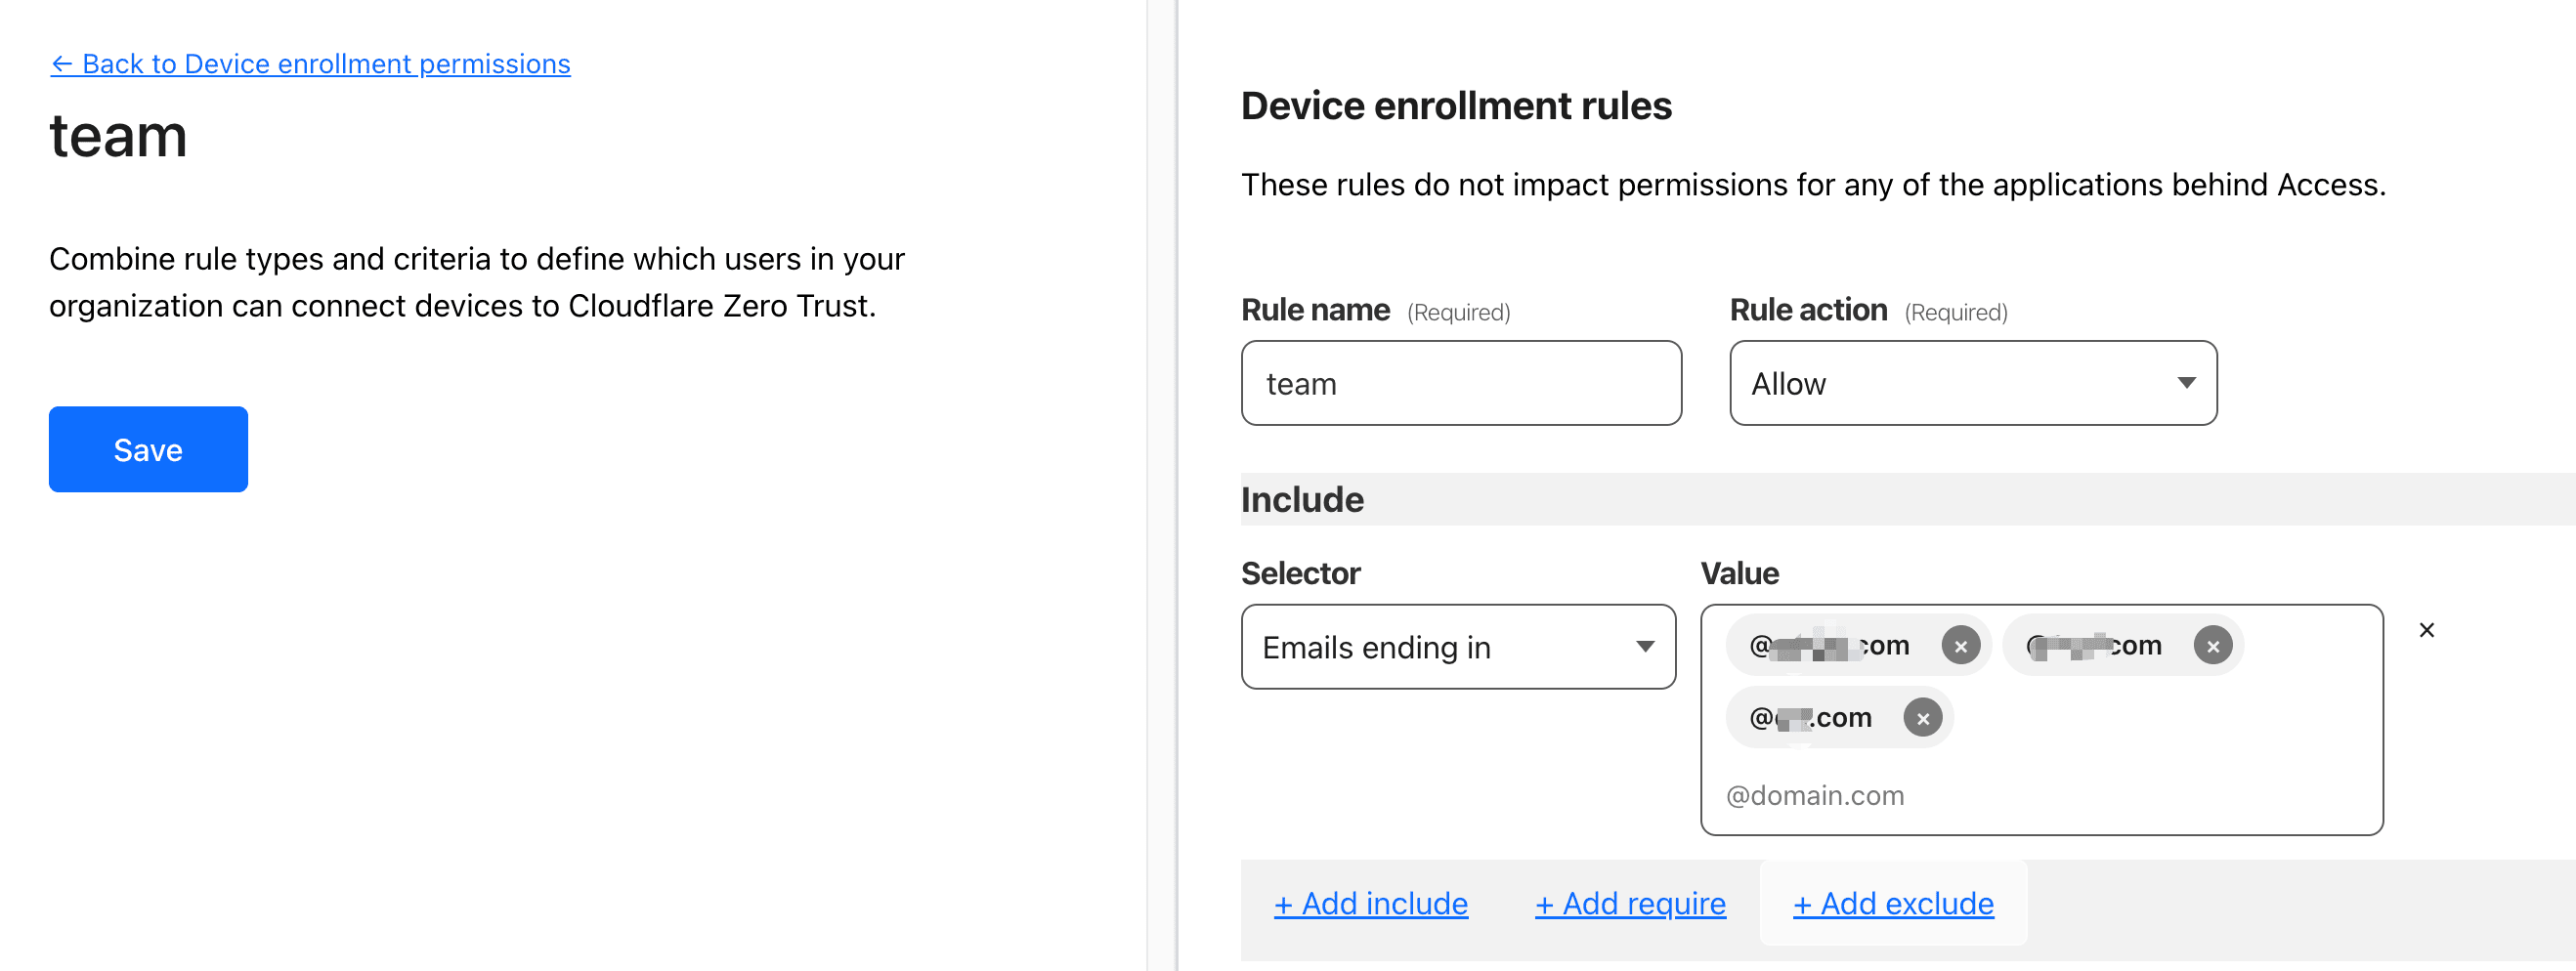 ← Back to Device enrollment permissions
team
Combine rule types and criteria to define which users in your
organization can connect devices to Cloudflare Zero Trust.
Save
Device enrollment rules
These rules do not impact permissions for any of the applications behind Access.
Rule name (Required)
Rule action (Required)
team
Allow
Include
Selector
Value
Emails ending in
@ com × @ com ×
@ .com ×
@domain.com
×
+ Add include
+ Add require
+ Add exclude